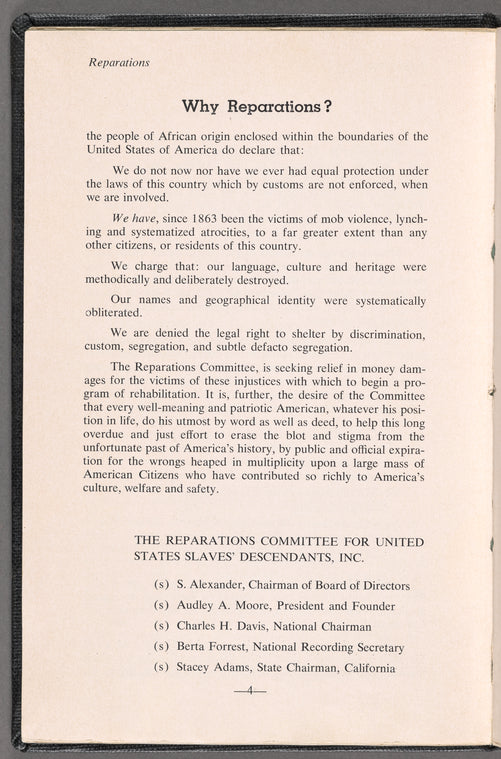 Reparations
Why Reparations?
the people of African origin enclosed within the boundaries of the
United States of America do declare that:
We do not now nor have we ever had equal protection under
the laws of this country which by customs are not enforced, when
we are involved.
We have, since 1863 been the victims of mob violence, lynch-
ing and systematized atrocities, to a far greater extent than any
other citizens, or residents of this country.
We charge that: our language, culture and heritage were
methodically and deliberately destroyed.
Our names and geographical identity were systematically
obliterated.
We are denied the legal right to shelter by discrimination,
custom, segregation, and subtle defacto segregation.
The Reparations Committee, is seeking relief in money dam-
ages for the victims of these injustices with which to begin a pro-
gram of rehabilitation. It is, further, the desire of the Committee
that every well-meaning and patriotic American, whatever his posi-
tion in life, do his utmost by word as well as deed, to help this long
overdue and just effort to erase the blot and stigma from the
unfortunate past of America's history, by public and official expira-
tion for the wrongs heaped in multiplicity upon a large mass of
American Citizens who have contributed so richly to America's
culture, welfare and safety.
THE REPARATIONS COMMITTEE FOR UNITED
STATES SLAVES' DESCENDANTS, INC.
(s) S. Alexander, Chairman of Board of Directors
(s) Audley A. Moore, President and Founder
(s) Charles H. Davis, National Chairman
(s) Berta Forrest, National Recording Secretary
(s) Stacey Adams, State Chairman, California
—4—